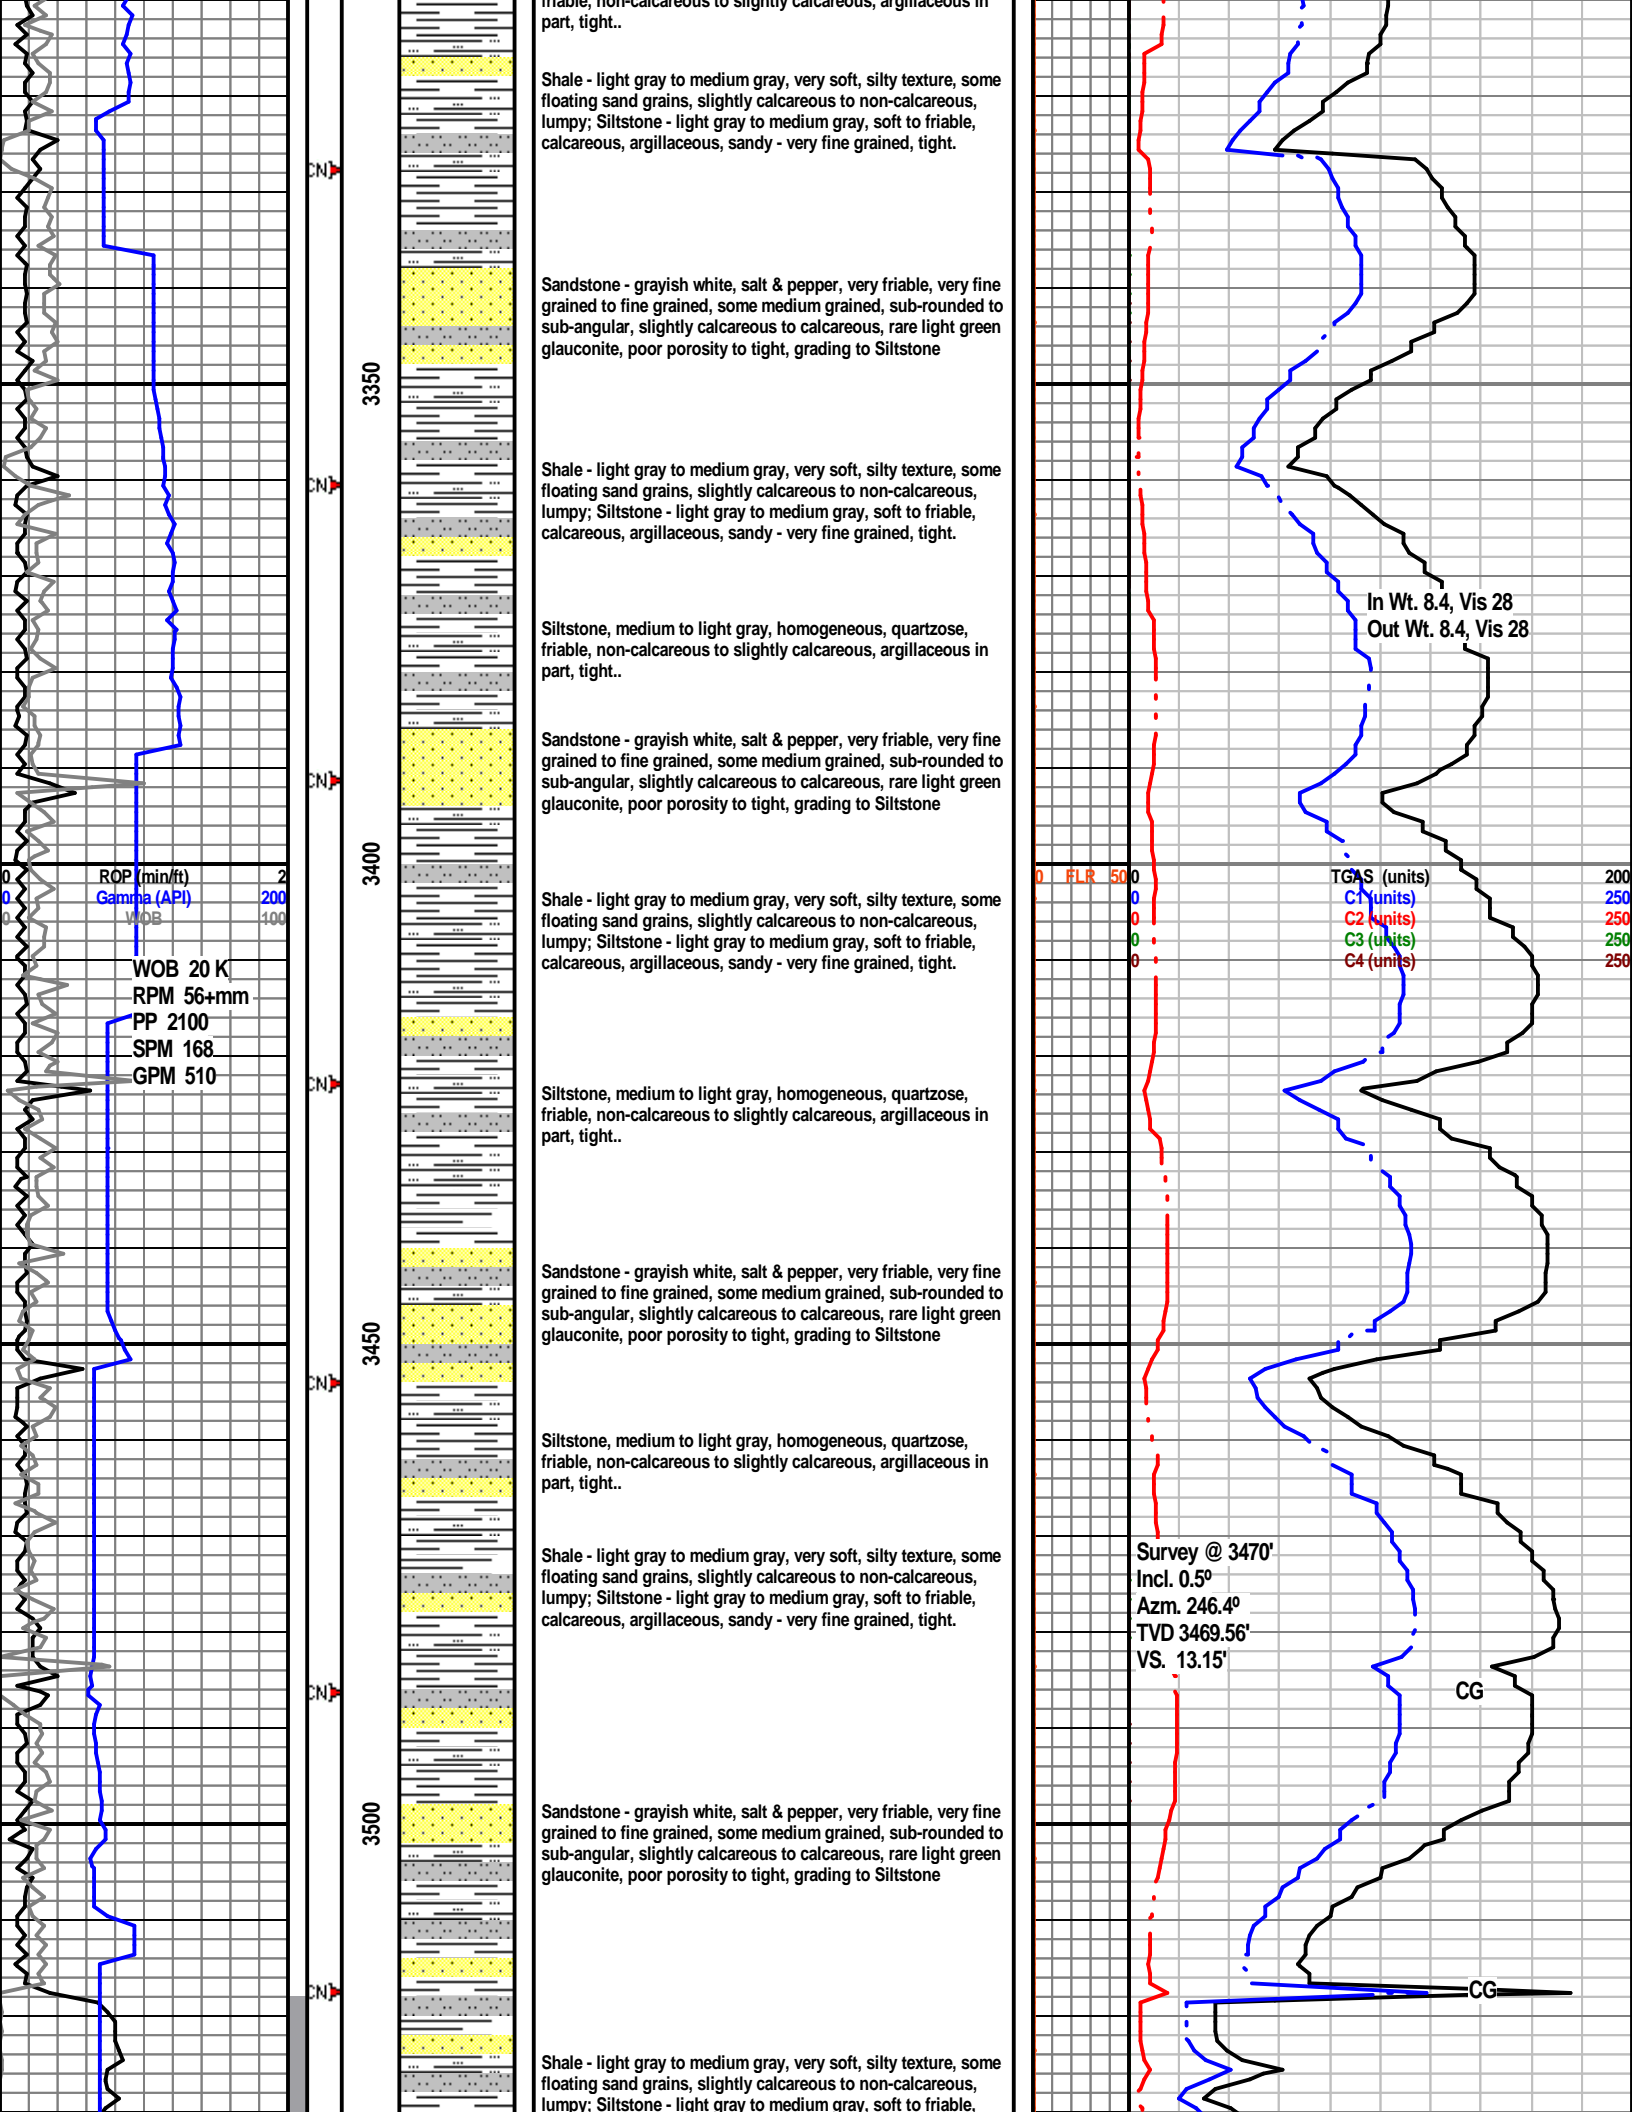 friable, non-calcareous to slightly calcareous, argillaceous in
part, tight..
Shale - light gray to medium gray, very soft, silty texture, some
floating sand grains, slightly calcareous to non-calcareous,
lumpy; Siltstone - light gray to medium gray, soft to friable,
calcareous, argillaceous, sandy - very fine grained, tight.
CN]
Sandstone - grayish white, salt & pepper, very friable, very fine
grained to fine grained, some medium grained, sub-rounded to
sub-angular, slightly calcareous to calcareous, rare light green
glauconite, poor porosity to tight, grading to Siltstone
3350
Shale - light gray to medium gray, very soft, silty texture, some
floating sand grains, slightly calcareous to non-calcareous,
lumpy; Siltstone - light gray to medium gray, soft to friable,
calcareous, argillaceous, sandy - very fine grained, tight.
CN]
In Wt. 8.4, Vis 28
Out Wt. 8.4, Vis 28
Siltstone, medium to light gray, homogeneous, quartzose,
friable, non-calcareous to slightly calcareous, argillaceous in
part, tight..
Sandstone - grayish white, salt & pepper, very friable, very fine
grained to fine grained, some medium grained, sub-rounded to
sub-angular, slightly calcareous to calcareous, rare light green
glauconite, poor porosity to tight, grading to Siltstone
CN]
3400
0 ROP (min/ft) 2
0 Gamma (API) 200
0 WOB 100
0 FLR 50
0 TGAS (units) 200
0 C1 (units) 250
0 C2 (units) 250
0 C3 (units) 250
0 C4 (units) 250
Shale - light gray to medium gray, very soft, silty texture, some
floating sand grains, slightly calcareous to non-calcareous,
lumpy; Siltstone - light gray to medium gray, soft to friable,
calcareous, argillaceous, sandy - very fine grained, tight.
WOB 20 K
RPM 56+mm
PP 2100
SPM 168
GPM 510
CN]
Siltstone, medium to light gray, homogeneous, quartzose,
friable, non-calcareous to slightly calcareous, argillaceous in
part, tight..
Sandstone - grayish white, salt & pepper, very friable, very fine
grained to fine grained, some medium grained, sub-rounded to
sub-angular, slightly calcareous to calcareous, rare light green
glauconite, poor porosity to tight, grading to Siltstone
3450
CN]
Siltstone, medium to light gray, homogeneous, quartzose,
friable, non-calcareous to slightly calcareous, argillaceous in
part, tight..
Shale - light gray to medium gray, very soft, silty texture, some
floating sand grains, slightly calcareous to non-calcareous,
lumpy; Siltstone - light gray to medium gray, soft to friable,
calcareous, argillaceous, sandy - very fine grained, tight.
Survey @ 3470'
Incl. 0.5º
Azm. 246.4º
TVD 3469.56'
VS. 13.15'
CN]
CG
3500
Sandstone - grayish white, salt & pepper, very friable, very fine
grained to fine grained, some medium grained, sub-rounded to
sub-angular, slightly calcareous to calcareous, rare light green
glauconite, poor porosity to tight, grading to Siltstone
CN]
CG
Shale - light gray to medium gray, very soft, silty texture, some
floating sand grains, slightly calcareous to non-calcareous,
lumpy; Siltstone - light gray to medium gray, soft to friable,